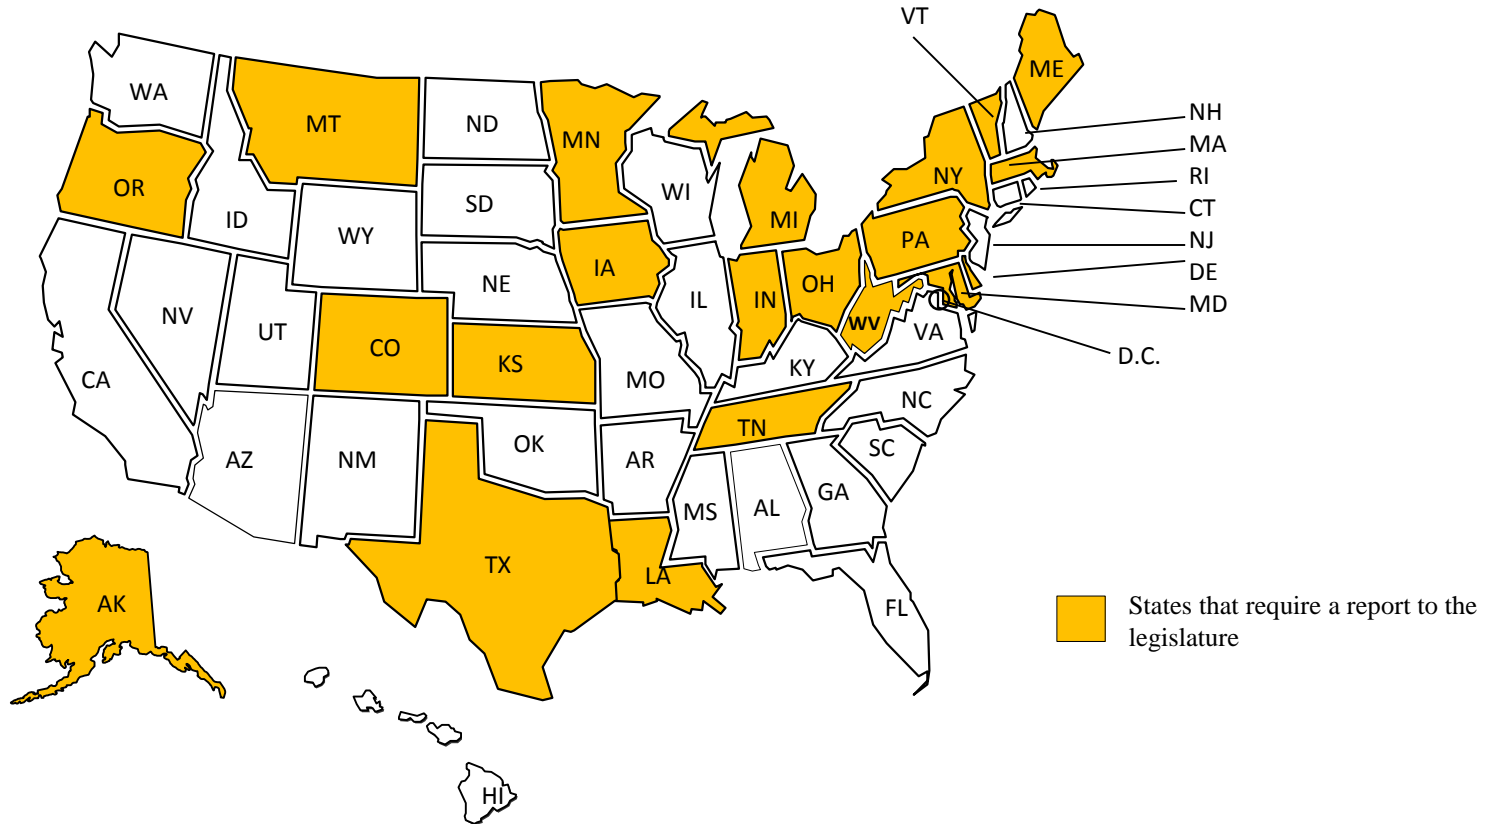 VT
ME
WA
MT
ND
MN
NH
MA
OR
WI
NY
RI
ID
SD
MI
CT
WY
PA
NJ
IA
DE
NE
OH
IN
IL
MD
NV
UT
WV
VA
CO
D.C.
KS
KY
CA
MO
NC
TN
OK
SC
AZ
NM
AR
GA
MS
AL
TX
LA
AK
FL
States that require a report to the
legislature
HI